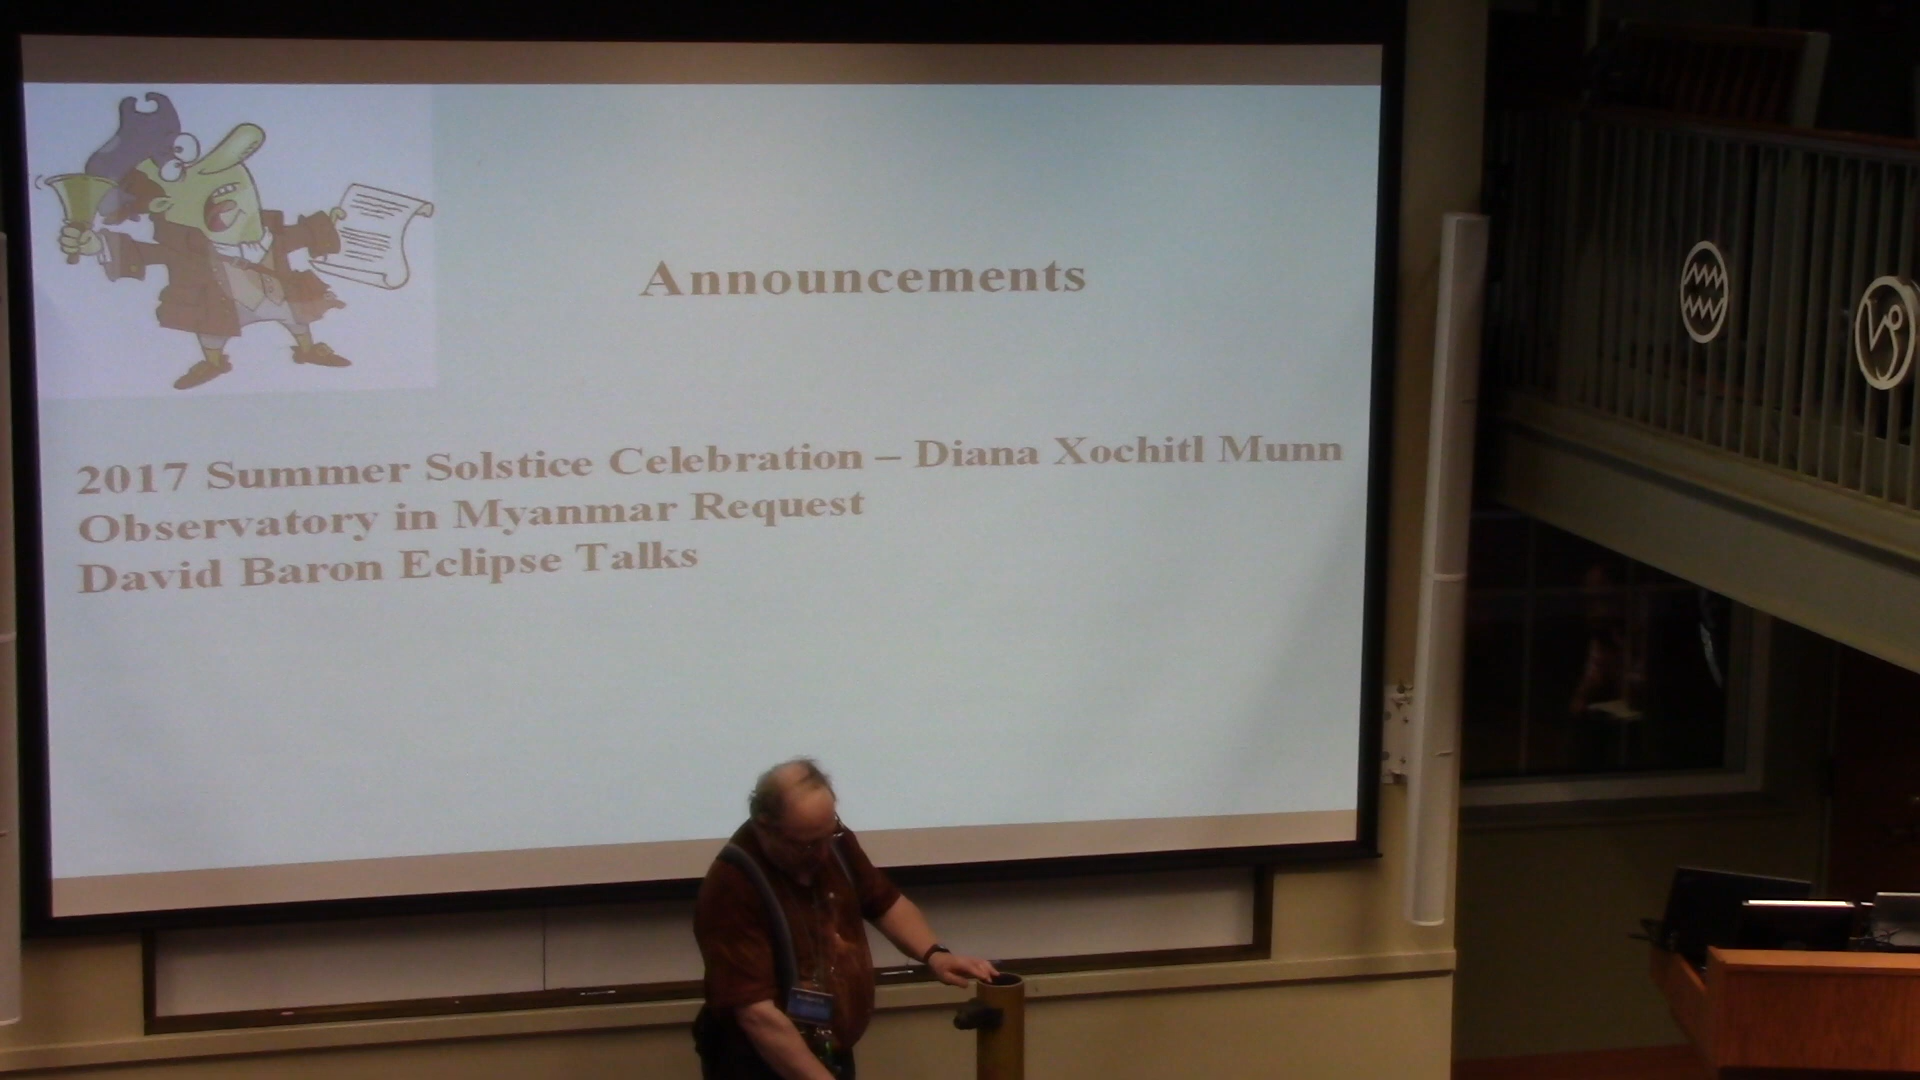 Announcements
2017 Summer Solstice Celebration – Diana Xochitl Munn
Observatory in Myanmar Request
David Baron Eclipse Talks